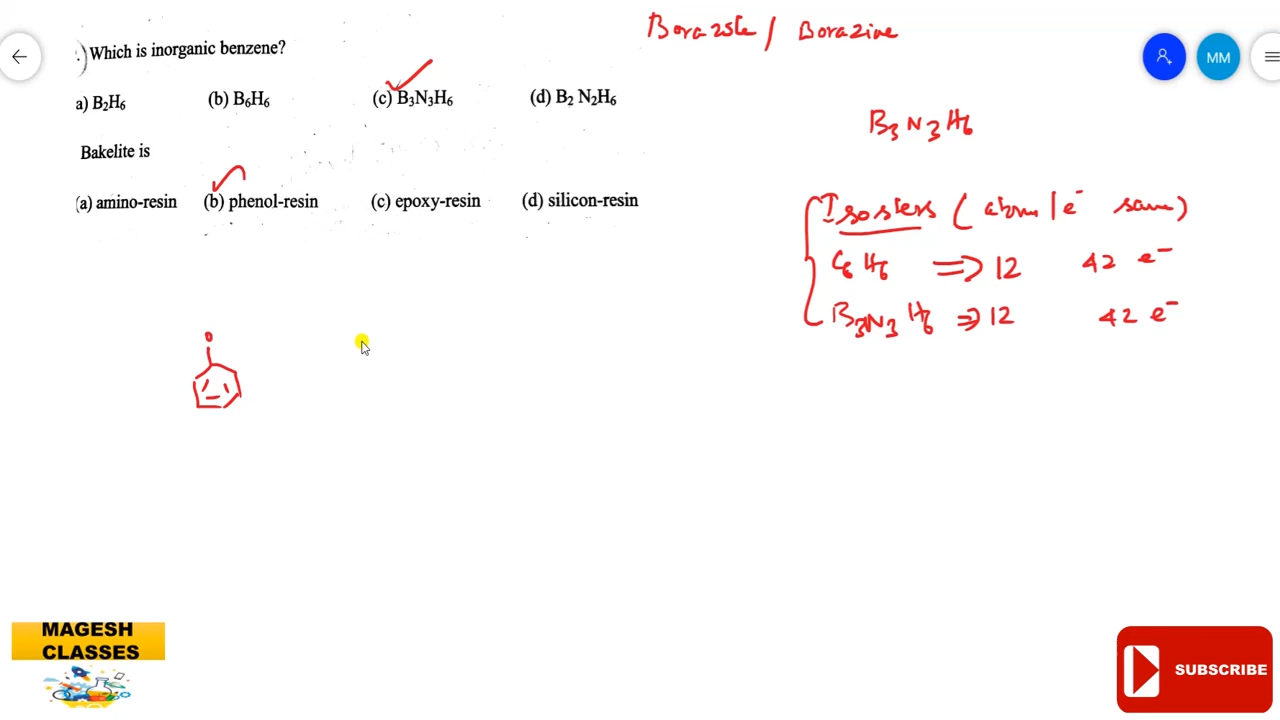 Borazole / Borazine
.) Which is inorganic benzene?
MM
a) B₂H₆ (b) B₆H₆ (c) B₃N₃H₆ (d) B₂ N₂H₆
B₃N₃H₆
Bakelite is
(a) amino-resin (b) phenol-resin (c) epoxy-resin (d) silicon-resin
Isosters (atom / e⁻ same)
C₆H₆ ⇒ 12 42 e⁻
B₃N₃H₆ ⇒ 12 42 e⁻
O
MAGESH
CLASSES
SUBSCRIBE